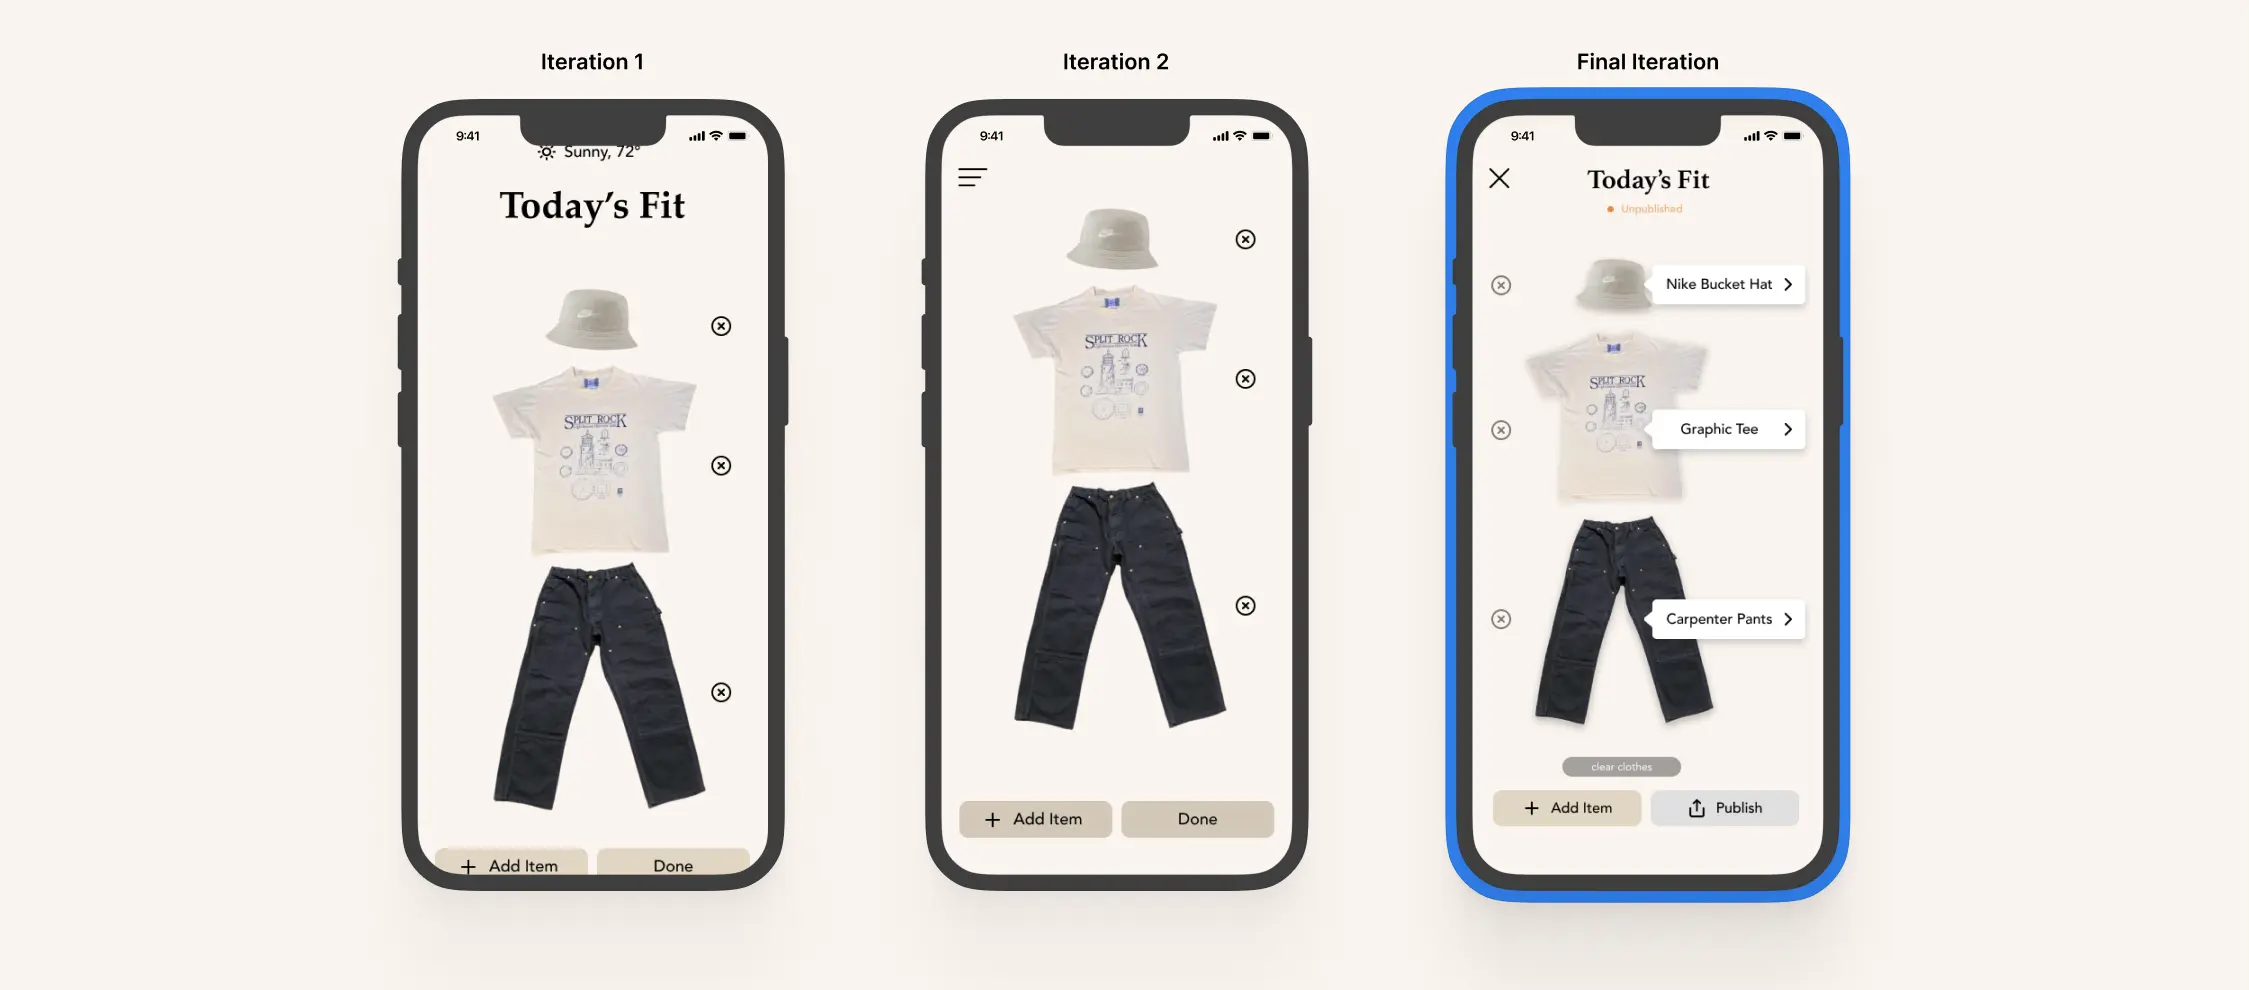 Iteration 1
9:41
Sunny, 72°
Today's Fit
SPLIT ROCK
+ Add Item
Done
Iteration 2
9:41
SPLIT ROCK
+ Add Item
Done
Final Iteration
9:41
Today's Fit
Unpublished
Nike Bucket Hat
SPLIT ROCK
Graphic Tee
Carpenter Pants
clear clothes
+ Add Item
Publish